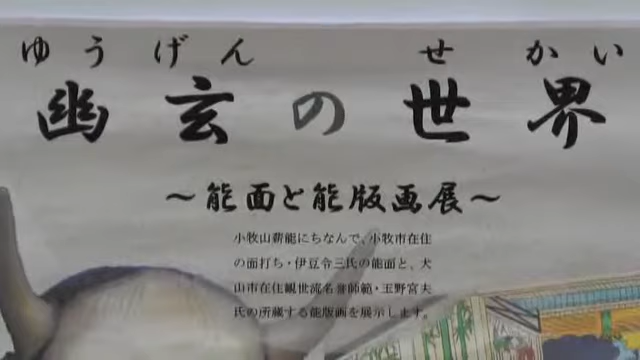 ゆうげん せかい
幽玄の世界
～能面と能版画展～
小牧山薪能にちなんで、小牧市在住
の面打ち・伊豆令三氏の能面と、犬
山市在住観世流名誉師範・玉野宮夫
氏の所蔵する能版画を展示します。